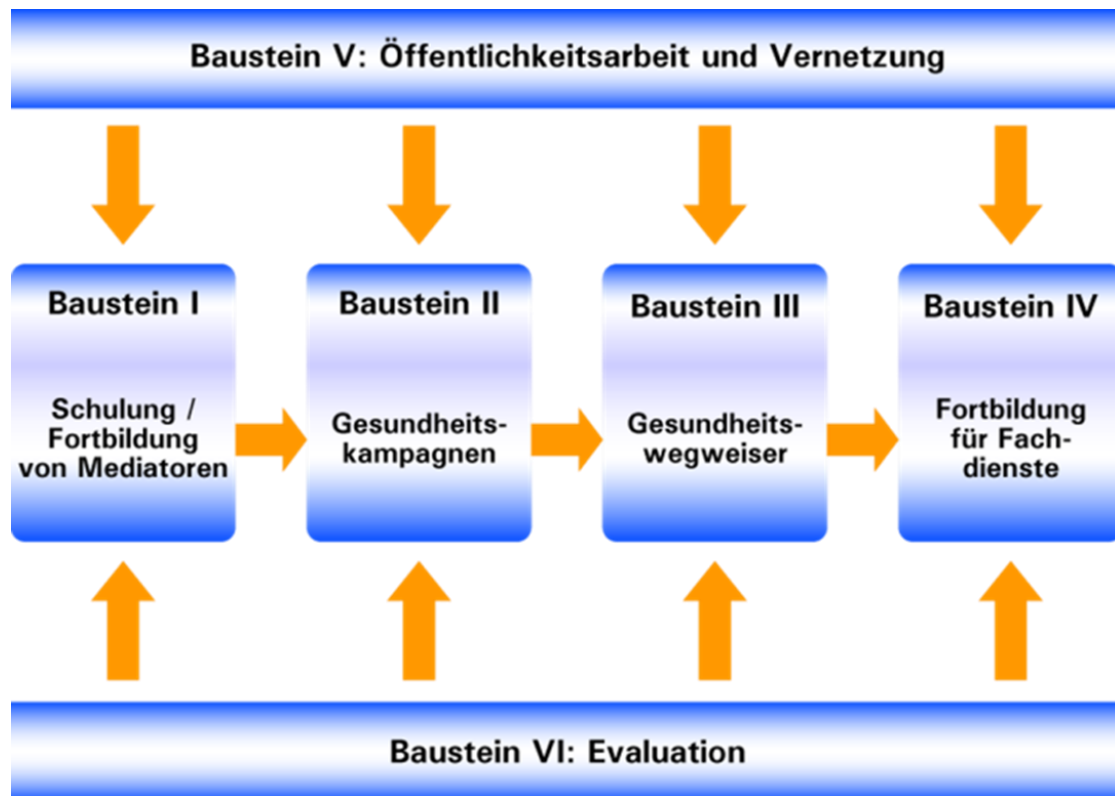 Baustein V: Öffentlichkeitsarbeit und Vernetzung
Baustein I
Schulung /
Fortbildung
von Mediatoren
Baustein II
Gesundheits-
kampagnen
Baustein III
Gesundheits-
wegweiser
Baustein IV
Fortbildung
für Fach-
dienste
Baustein VI: Evaluation